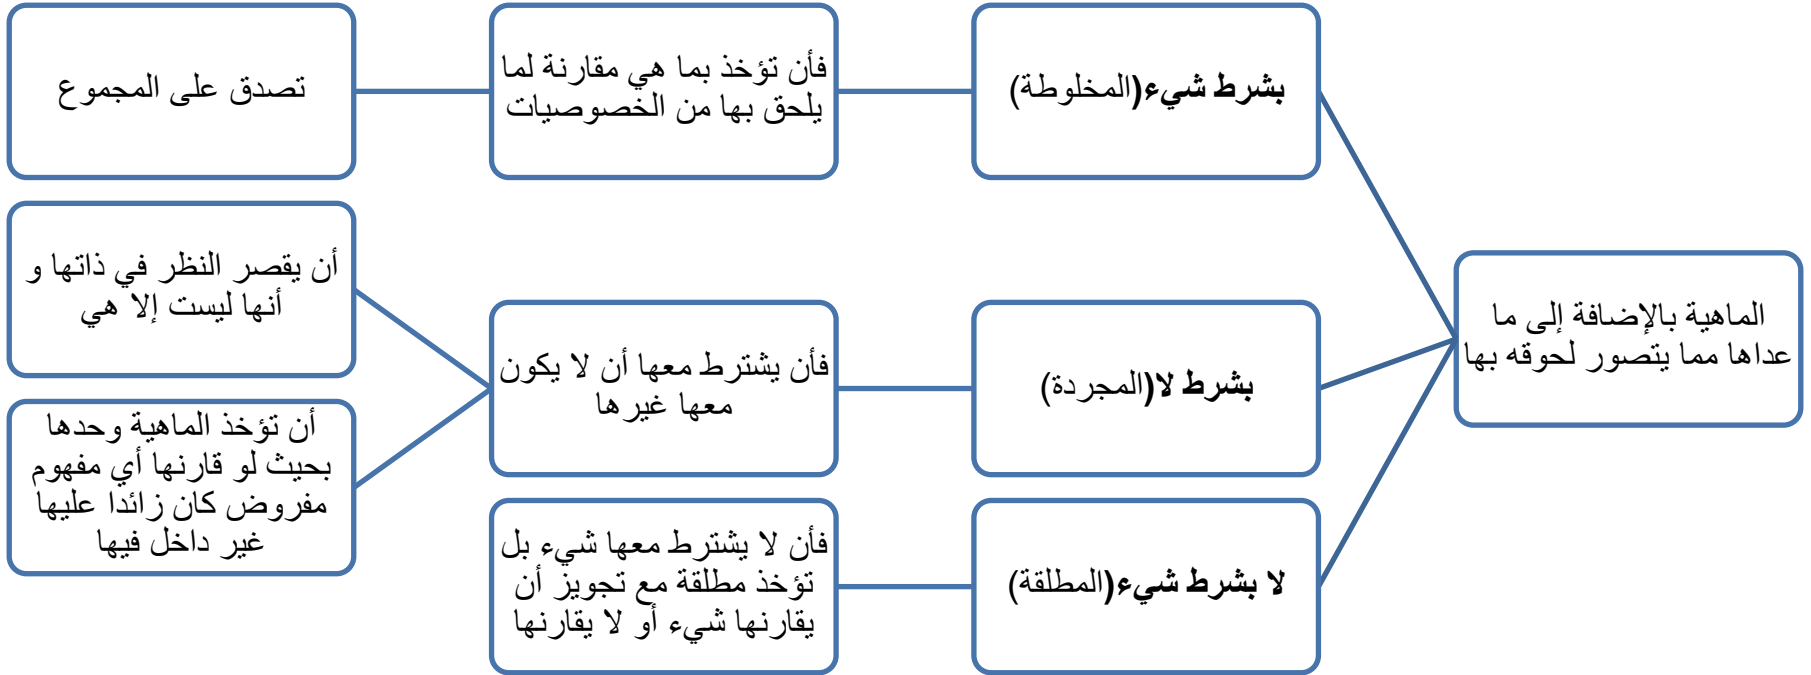 الماهية بالإضافة إلى ما
عداها مما يتصور لحوقه بها
بشرط شيء(المخلوطة)
فأن تؤخذ بما هي مقارنة لما
يلحق بها من الخصوصيات
تصدق على المجموع
بشرط لا(المجردة)
فأن يشترط معها أن لا يكون
معها غيرها
أن يقصر النظر في ذاتها و
أنها ليست إلا هي
أن تؤخذ الماهية وحدها
بحيث لو قارنها أي مفهوم
مفروض كان زائدا عليها
غير داخل فيها
لا بشرط شيء(المطلقة)
فأن لا يشترط معها شيء بل
تؤخذ مطلقة مع تجويز أن
يقارنها شيء أو لا يقارنها